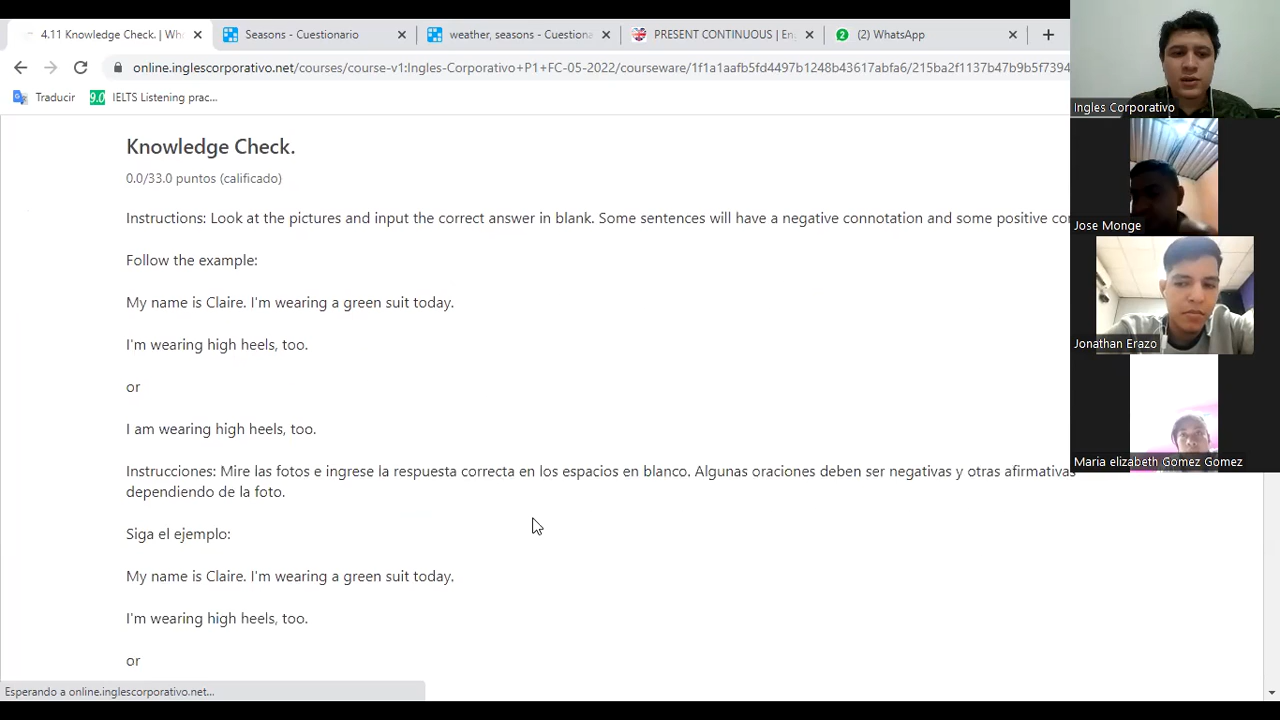 4.11 Knowledge Check. | Who
Seasons - Cuestionario
weather, seasons - Cuestiona
PRESENT CONTINUOUS | En
2 (2) WhatsApp
online.inglescorporativo.net/courses/course-v1:Ingles-Corporativo+P1+FC-05-2022/courseware/1f1a1aafb5fd4497b1248b43617abfa6/215ba2f1137b47b9b5f7394
Traducir
9.0 IELTS Listening prac...
Ingles Corporativo
Jose Monge
Jonathan Erazo
Maria elizabeth Gomez Gomez
Knowledge Check.
0.0/33.0 puntos (calificado)
Instructions: Look at the pictures and input the correct answer in blank. Some sentences will have a negative connotation and some positive co
Follow the example:
My name is Claire. I'm wearing a green suit today.
I'm wearing high heels, too.
or
I am wearing high heels, too.
Instrucciones: Mire las fotos e ingrese la respuesta correcta en los espacios en blanco. Algunas oraciones deben ser negativas y otras afirmativas
dependiendo de la foto.
Siga el ejemplo:
My name is Claire. I'm wearing a green suit today.
I'm wearing high heels, too.
or
Esperando a online.inglescorporativo.net...